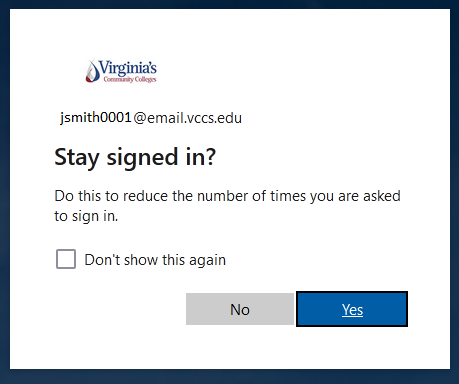 Virginia's
Community Colleges
jsmith0001@email.vccs.edu
Stay signed in?
Do this to reduce the number of times you are asked
to sign in.
Don't show this again
No
Yes